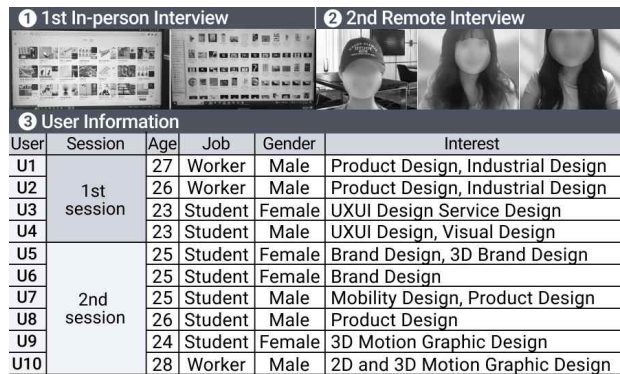 1 1st In-person Interview
2 2nd Remote Interview
3 User Information
User Session Age Job Gender Interest
U1 1st session 27 Worker Male Product Design, Industrial Design
U2 26 Worker Male Product Design, Industrial Design
U3 23 Student Female UXUI Design Service Design
U4 23 Student Male UXUI Design, Visual Design
U5 2nd session 25 Student Female Brand Design, 3D Brand Design
U6 25 Student Female Brand Design
U7 25 Student Male Mobility Design, Product Design
U8 26 Student Male Product Design
U9 24 Student Female 3D Motion Graphic Design
U10 28 Worker Male 2D and 3D Motion Graphic Design